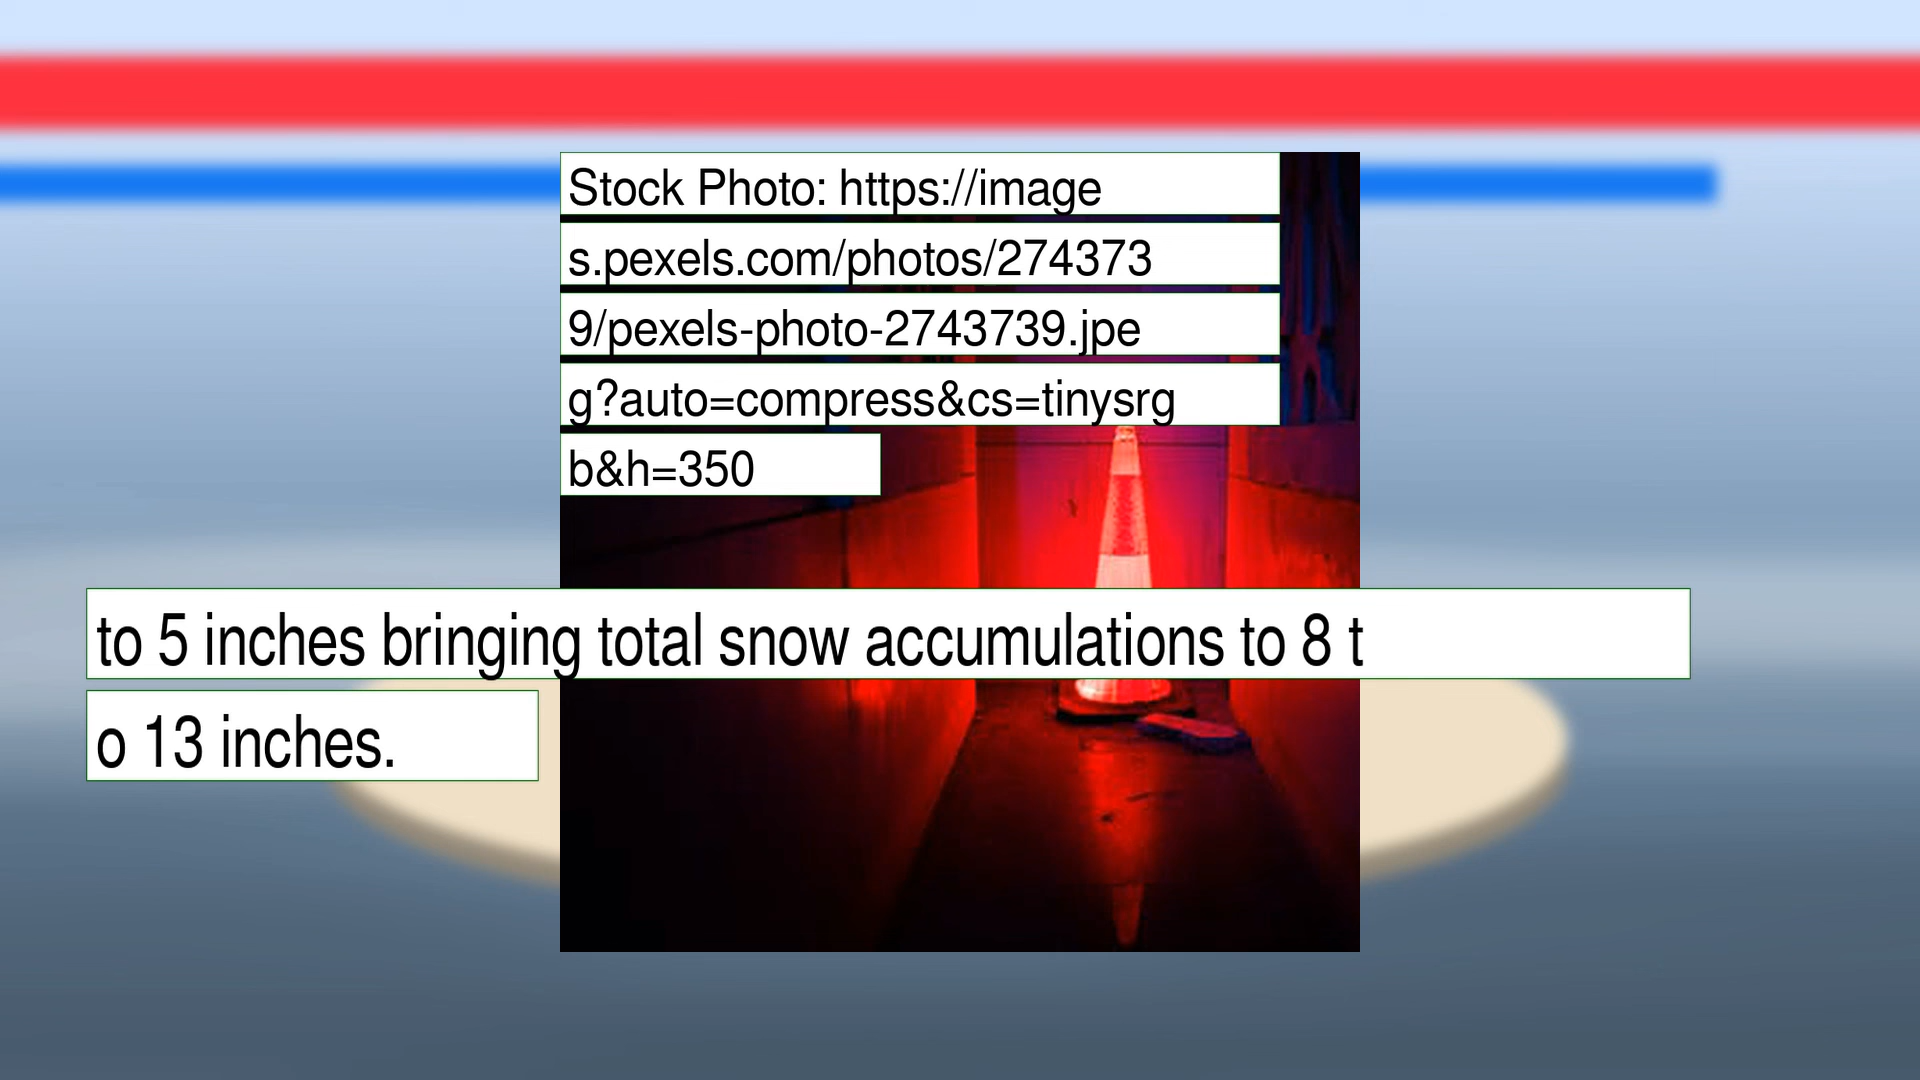 Stock Photo: https://image
s.pexels.com/photos/274373
9/pexels-photo-2743739.jpe
g?auto=compress&cs=tinysrg
b&h=350
to 5 inches bringing total snow accumulations to 8 t
o 13 inches.